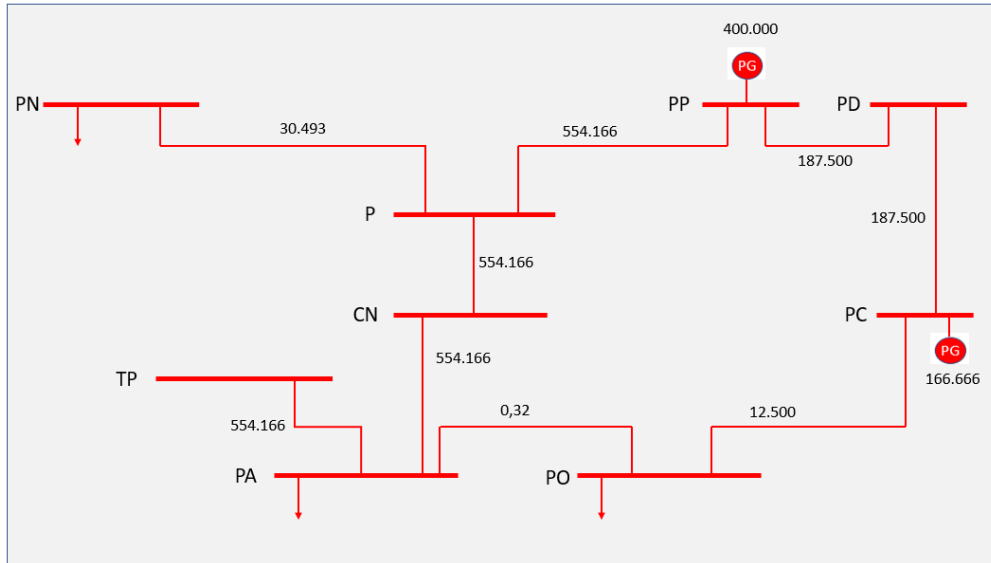 400.000
PG
PN
PP
PD
30.493
554.166
187.500
P
187.500
554.166
CN
PC
PG
554.166
166.666
TP
0,32
12.500
554.166
PA
PO